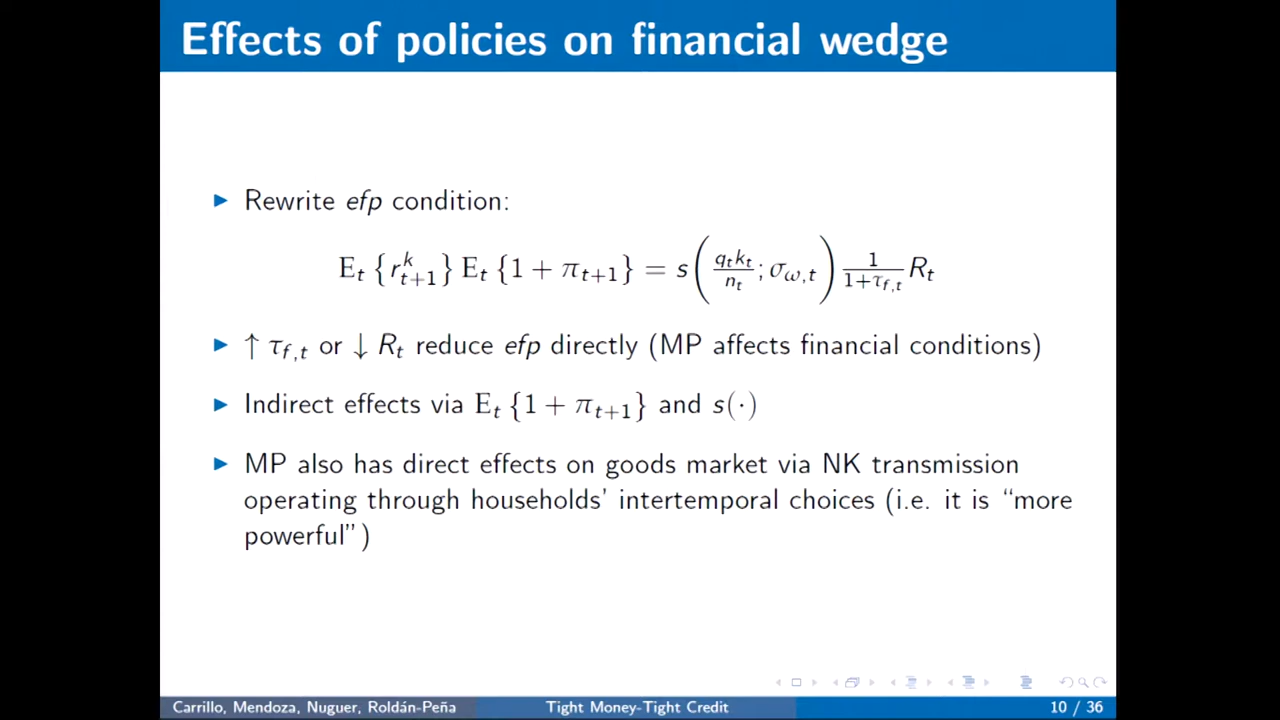 Effects of policies on financial wedge
▶ Rewrite efp condition:
E_t {r^k_{t+1}} E_t {1 + π_{t+1}} = s(q_t k_t / n_t ; σ_{ω,t}) 1/(1+τ_{f,t}) R_t
▶ ↑ τ_{f,t} or ↓ R_t reduce efp directly (MP affects financial conditions)
▶ Indirect effects via E_t {1 + π_{t+1}} and s(·)
▶ MP also has direct effects on goods market via NK transmission
operating through households’ intertemporal choices (i.e. it is “more
powerful”)
Carrillo, Mendoza, Nuguer, Roldán-Peña Tight Money-Tight Credit 10 / 36